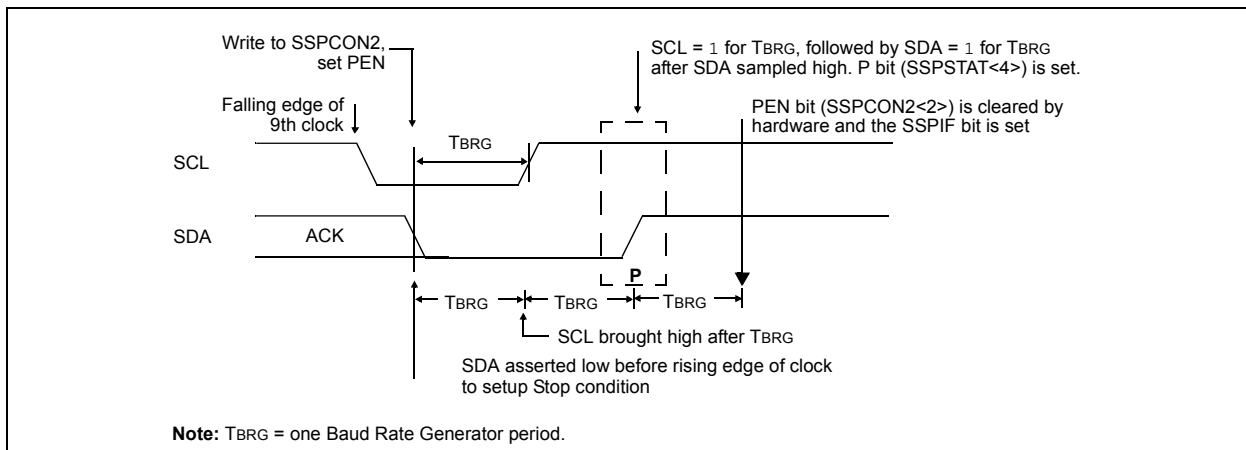 Write to SSPCON2,
set PEN
SCL = 1 for TBRG, followed by SDA = 1 for TBRG
after SDA sampled high. P bit (SSPSTAT<4>) is set.
Falling edge of
9th clock
PEN bit (SSPCON2<2>) is cleared by
hardware and the SSPIF bit is set
TBRG
SCL
SDA
ACK
P
TBRG
TBRG
TBRG
SCL brought high after TBRG
SDA asserted low before rising edge of clock
to setup Stop condition
Note: TBRG = one Baud Rate Generator period.